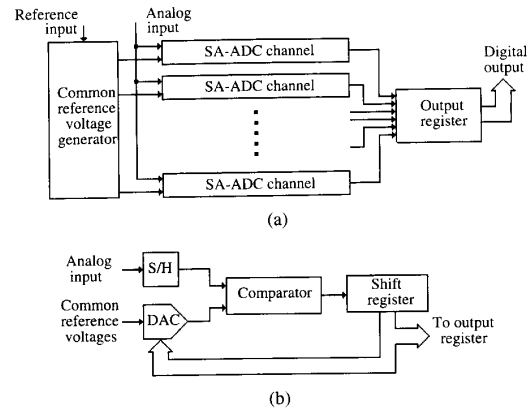 Reference
input
Analog
input
(a)
SA-ADC channel
SA-ADC channel
SA-ADC channel
Common
reference
voltage
generator
Output
register
Digital
output
(a)
Analog
input
S/H
Common
reference
voltages
DAC
Comparator
Shift
register
To output
register
(b)